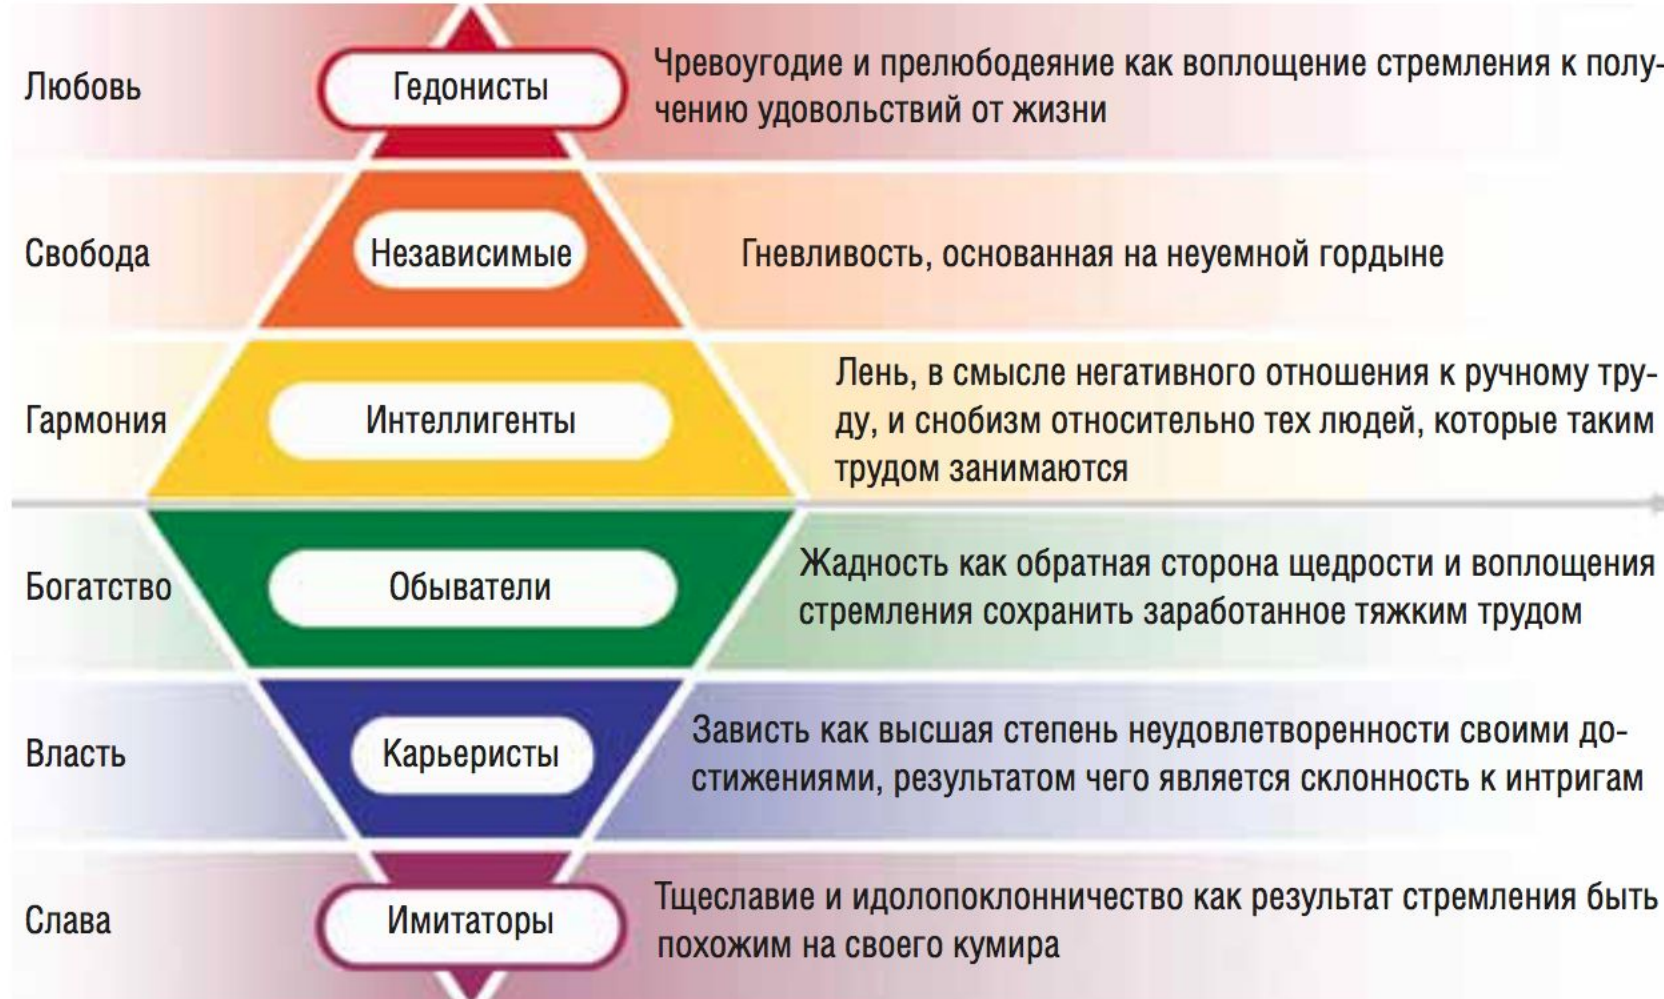 Любовь
Гедонисты
Чревоугодие и прелюбодеяние как воплощение стремления к полу-
чению удовольствий от жизни
Свобода
Независимые
Гневливость, основанная на неуемной гордыне
Гармония
Интеллигенты
Лень, в смысле негативного отношения к ручному тру-
ду, и снобизм относительно тех людей, которые таким
трудом занимаются
Богатство
Обыватели
Жадность как обратная сторона щедрости и воплощения
стремления сохранить заработанное тяжким трудом
Власть
Карьеристы
Зависть как высшая степень неудовлетворенности своими до-
стижениями, результатом чего является склонность к интригам
Слава
Имитаторы
Тщеславие и идолопоклонничество как результат стремления быть
похожим на своего кумира